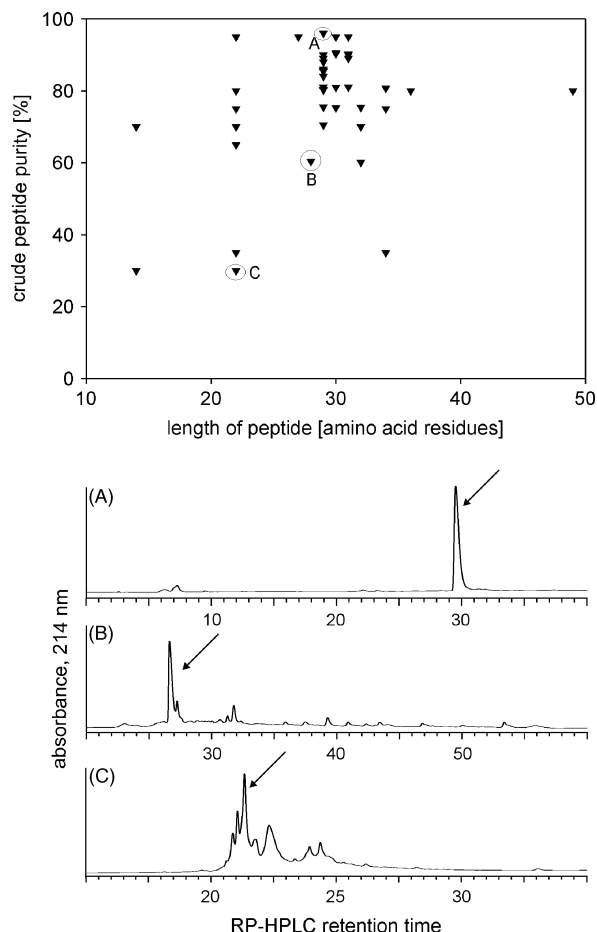 100
80
60
40
20
0
crude peptide purity [%]
A
B
C
10 20 30 40 50
length of peptide [amino acid residues]
absorbance, 214 nm
(A)
10 20 30
(B)
30 40 50
(C)
20 25 30
RP-HPLC retention time